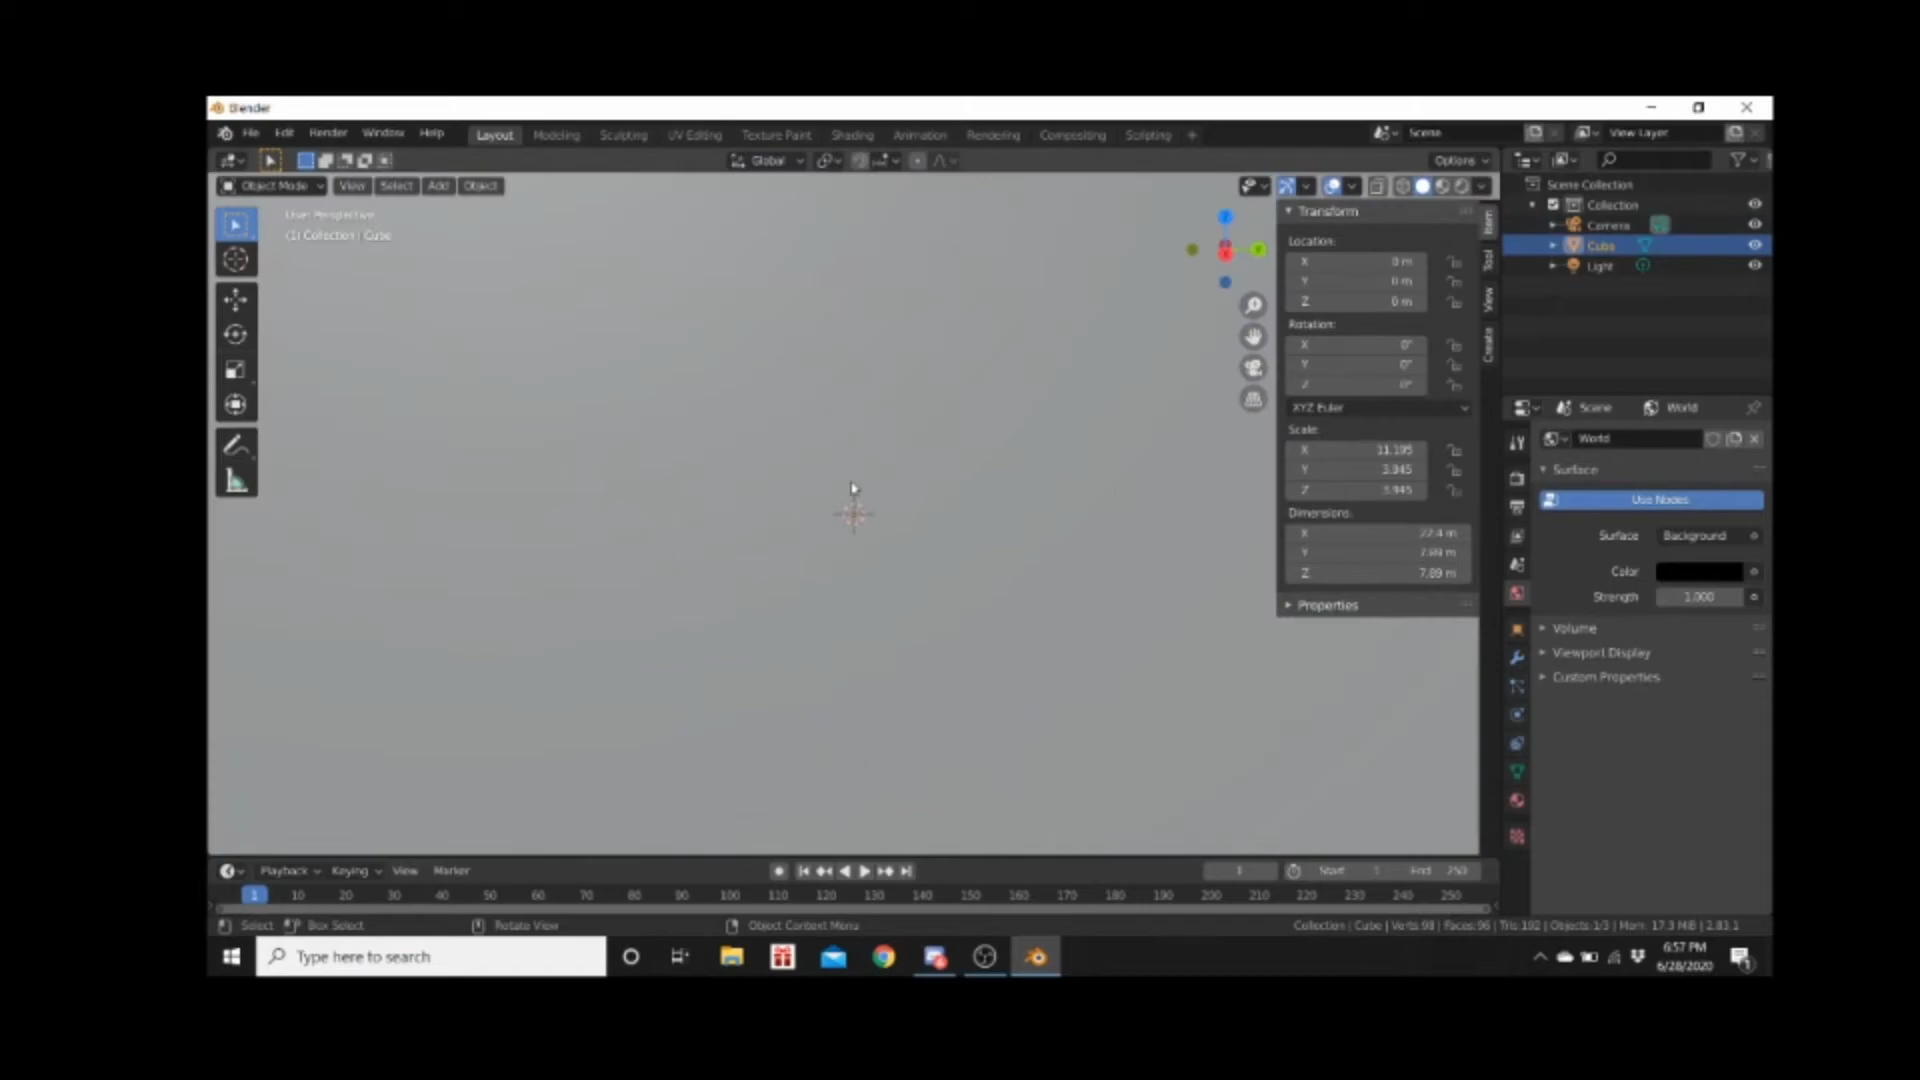 Blender
File Edit Render Window Help Layout Modeling Sculpting UV Editing Texture Paint Shading Animation Rendering Compositing Scripting + Scene View Layer
Global Options
Object Mode View Select Add Object
User Perspective
(1) Collection | Cube
Transform
Location:
X 0 m
Y 0 m
Z 0 m
Rotation:
X 0°
Y 0°
Z 0°
XYZ Euler
Scale:
X 11.195
Y 3.945
Z 3.945
Dimensions:
X 22.4 m
Y 7.89 m
Z 7.89 m
Properties
Item
Tool
View
Create
Scene Collection
Collection
Camera
Cube
Light
Scene World
World
Surface
Use Nodes
Surface Background
Color
Strength 1.000
Volume
Viewport Display
Custom Properties
Playback Keying View Marker 1 Start 1 End 250
1 10 20 30 40 50 60 70 80 90 100 110 120 130 140 150 160 170 180 190 200 210 220 230 240 250
Select Box Select Rotate View Object Context Menu Collection | Cube | Verts:98 | Faces:96 | Tris:192 | Objects:1/3 | Mem: 17.3 MiB | 2.83.1
Type here to search
6:57 PM
6/28/2020